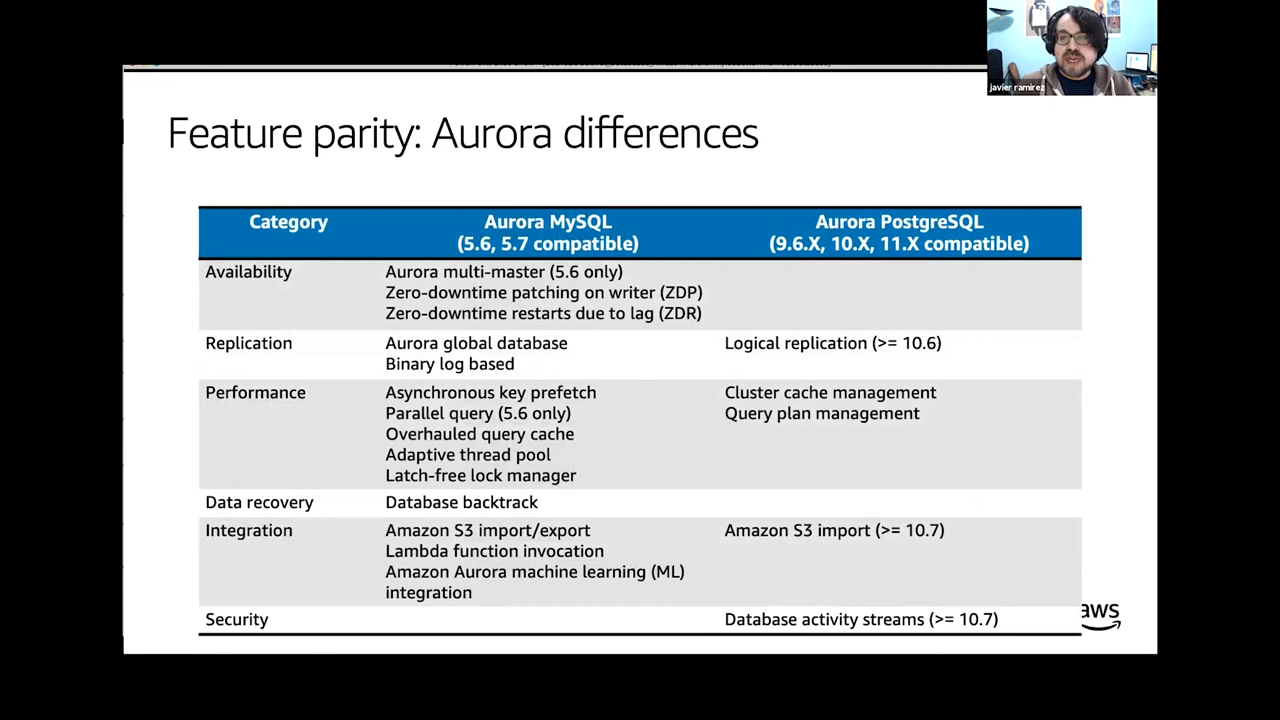 javier ramirez
Feature parity: Aurora differences
Category
Aurora MySQL
(5.6, 5.7 compatible)
Aurora PostgreSQL
(9.6.X, 10.X, 11.X compatible)
Availability
Aurora multi-master (5.6 only)
Zero-downtime patching on writer (ZDP)
Zero-downtime restarts due to lag (ZDR)
Replication
Aurora global database
Binary log based
Logical replication (>= 10.6)
Performance
Asynchronous key prefetch
Parallel query (5.6 only)
Overhauled query cache
Adaptive thread pool
Latch-free lock manager
Cluster cache management
Query plan management
Data recovery
Database backtrack
Integration
Amazon S3 import/export
Lambda function invocation
Amazon Aurora machine learning (ML)
integration
Amazon S3 import (>= 10.7)
Security
Database activity streams (>= 10.7)
aws